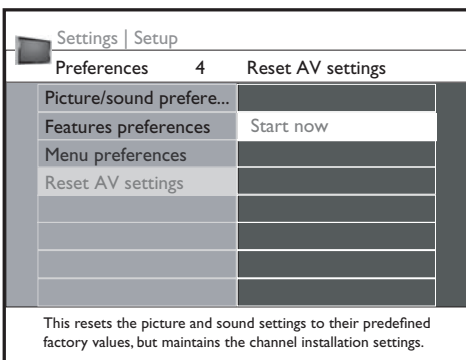 Settings | Setup
Preferences 4 Reset AV settings
Picture/sound prefere...
Features preferences Start now
Menu preferences
Reset AV settings
This resets the picture and sound settings to their predefined
factory values, but maintains the channel installation settings.